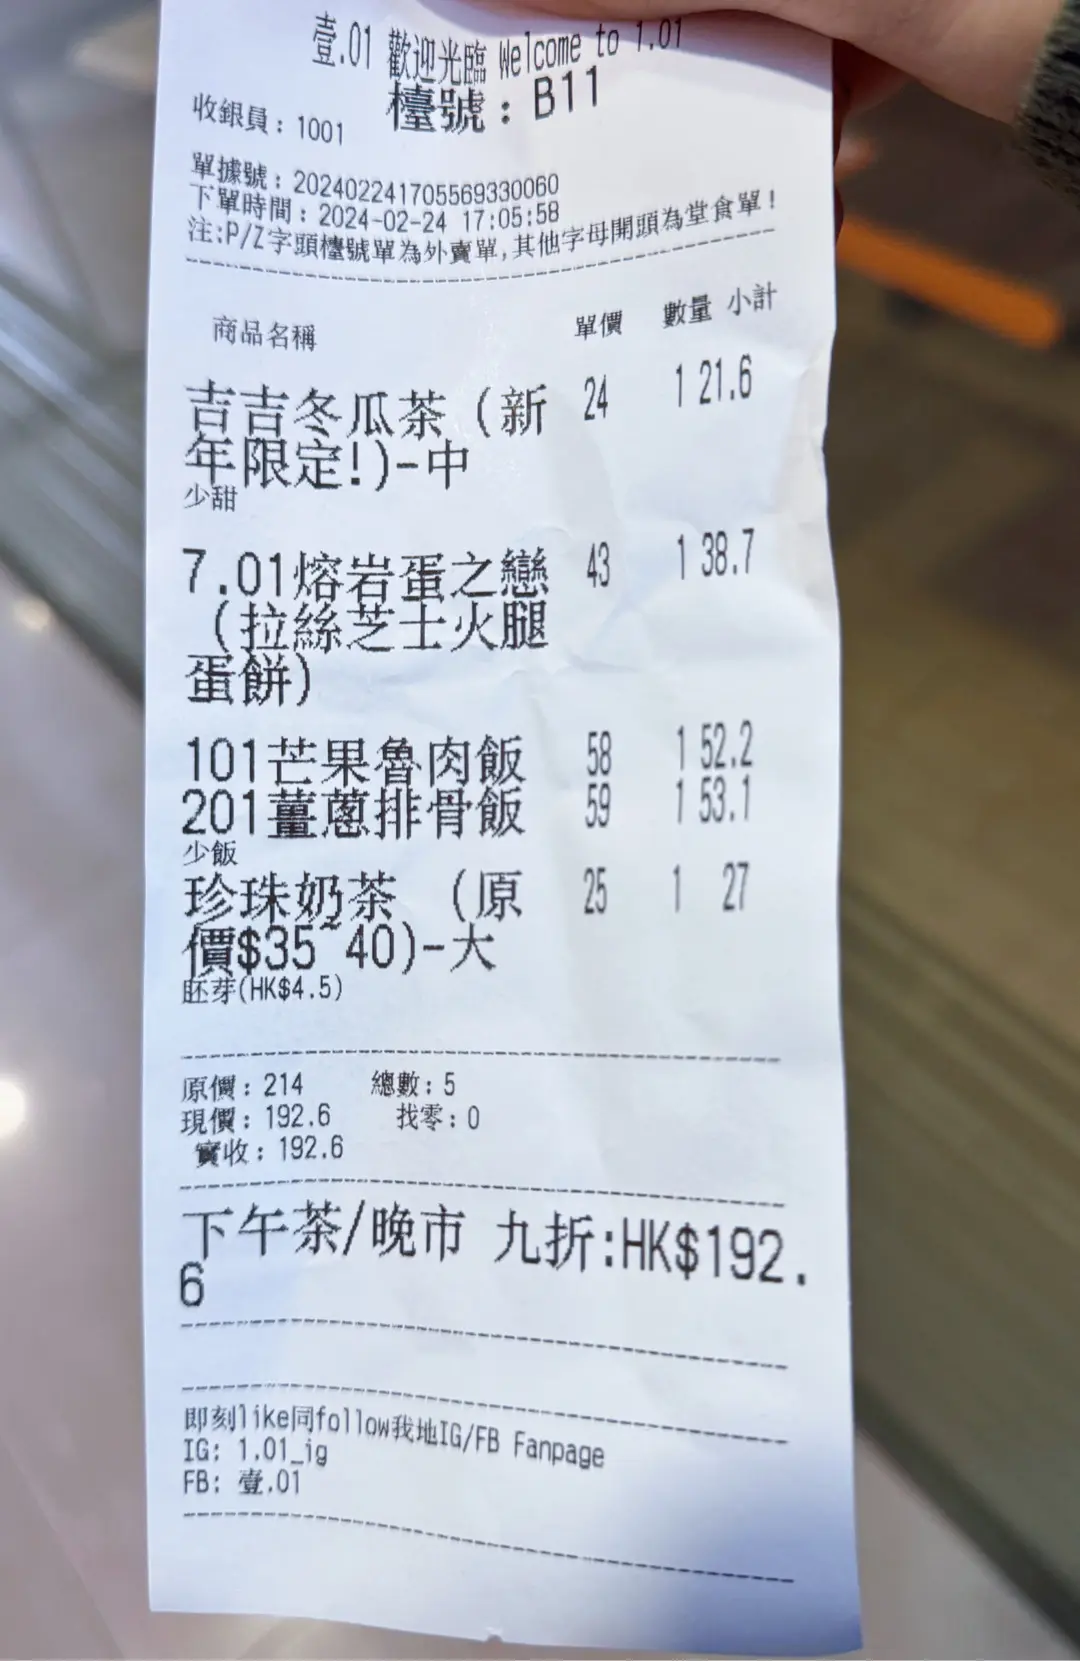 壹.01 歡迎光臨 Welcome to 1.01
檯號：B11
收銀員：1001
單據號：202402241705569330060
下單時間：2024-02-24 17:05:58
注:P/Z字頭檯號單為外賣單,其他字母開頭為堂食單！
商品名稱 單價 數量 小計
吉吉冬瓜茶（新 24 1 21.6
年限定!)-中
少甜
7.01熔岩蛋之戀 43 1 38.7
（拉絲芝士火腿
蛋餅)
101芒果魯肉飯 58 1 52.2
201薑蔥排骨飯 59 1 53.1
少飯
珍珠奶茶 （原 25 1 27
價$35~40)-大
胚芽(HK$4.5)
原價：214 總數：5
現價：192.6 找零：0
實收：192.6
下午茶/晚市 九折:HK$192.
6
即刻like同follow我地IG/FB Fanpage
IG: 1.01_ig
FB: 壹.01